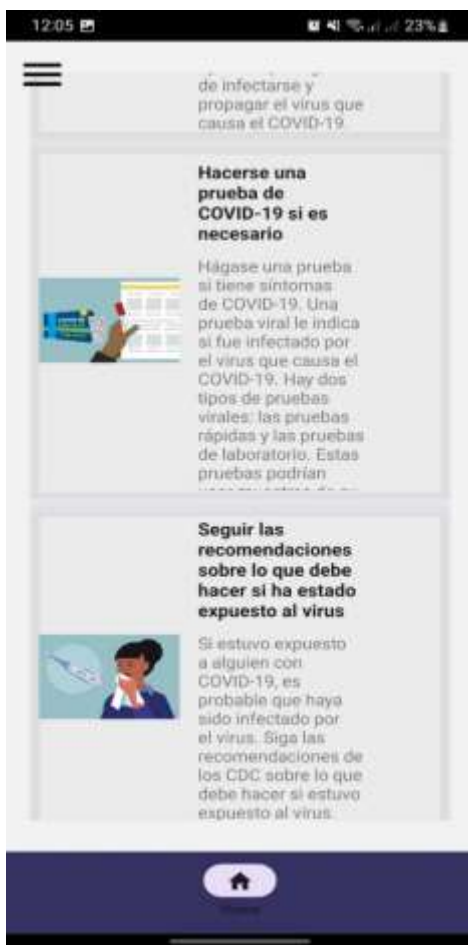 12:05
23%
de infectarse y
propagar el virus que
causa el COVID-19.
Hacerse una
prueba de
COVID-19 si es
necesario
Hágase una prueba
si tiene síntomas
de COVID-19. Una
prueba viral le indica
si fue infectado por
el virus que causa el
COVID-19. Hay dos
tipos de pruebas
virales: las pruebas
rápidas y las pruebas
de laboratorio. Estas
pruebas podrían
Seguir las
recomendaciones
sobre lo que debe
hacer si ha estado
expuesto al virus
Si estuvo expuesto
a alguien con
COVID-19, es
probable que haya
sido infectado por
el virus. Siga las
recomendaciones de
los CDC sobre lo que
debe hacer si estuvo
expuesto al virus.